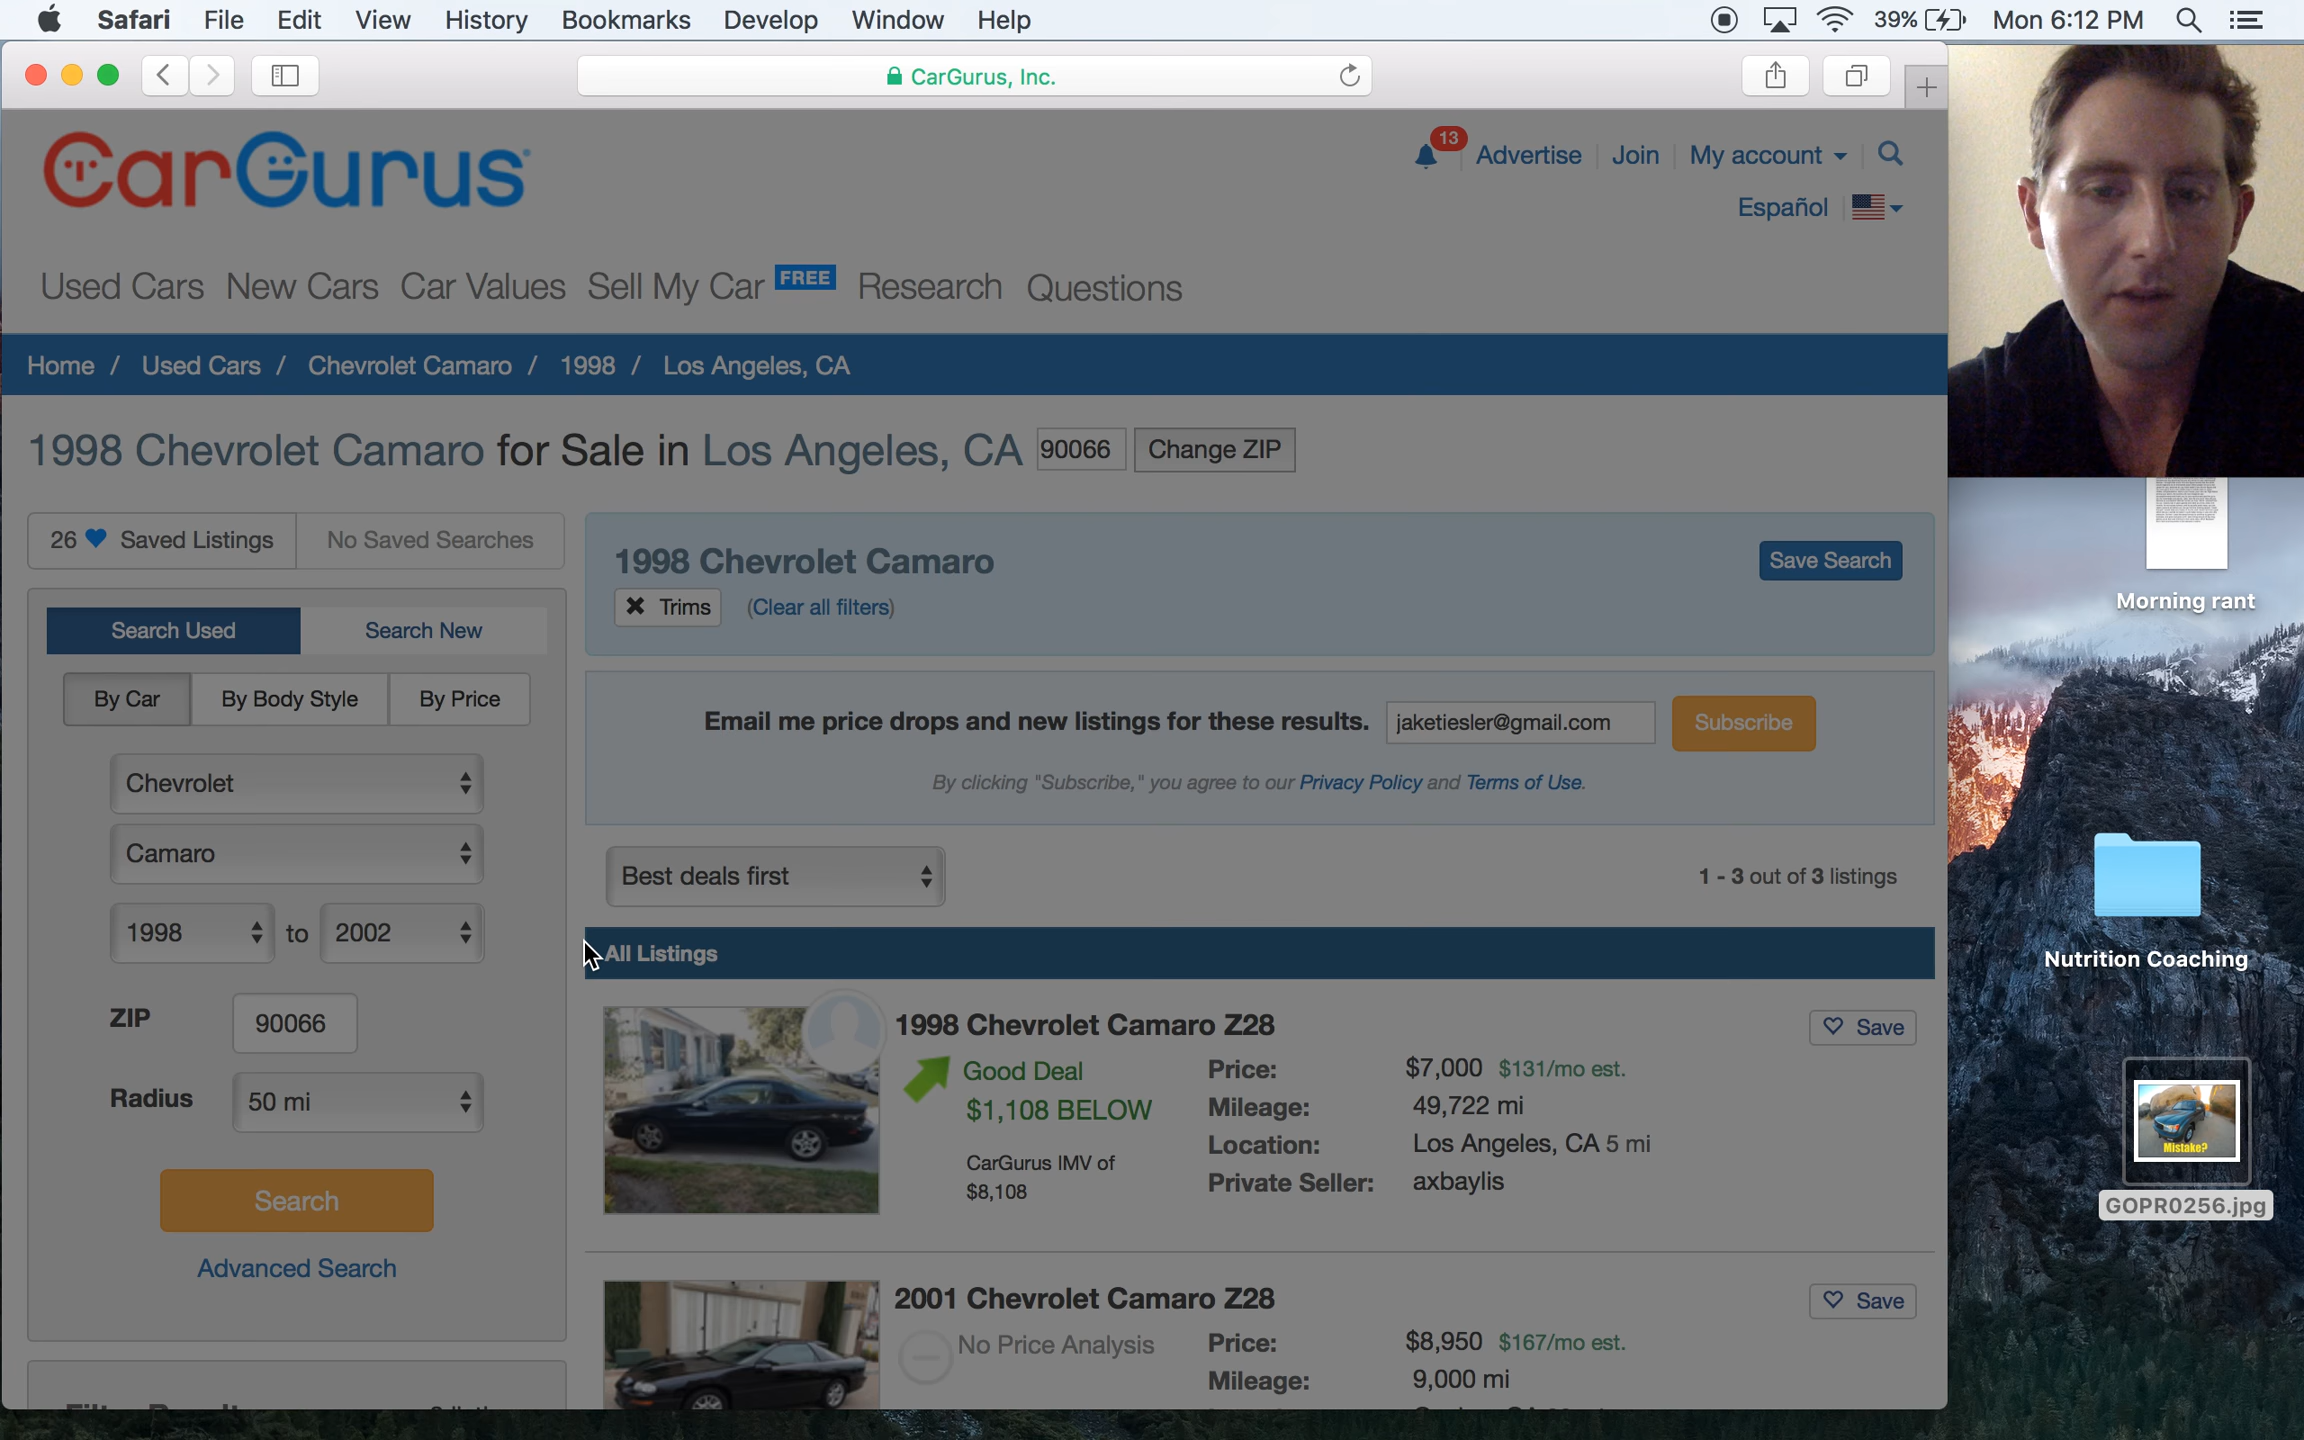 Safari File Edit View History Bookmarks Develop Window Help 39% Mon 6:12 PM
CarGurus, Inc.
CarGurus
13 Advertise Join My account
Español
Used Cars New Cars Car Values Sell My Car FREE Research Questions
Home / Used Cars / Chevrolet Camaro / 1998 / Los Angeles, CA
1998 Chevrolet Camaro for Sale in Los Angeles, CA 90066 Change ZIP
26 Saved Listings No Saved Searches
Search Used Search New
By Car By Body Style By Price
Chevrolet
Camaro
1998 to 2002
ZIP 90066
Radius 50 mi
Search
Advanced Search
1998 Chevrolet Camaro Save Search
Trims (Clear all filters)
Email me price drops and new listings for these results. jaketiesler@gmail.com Subscribe
By clicking "Subscribe," you agree to our Privacy Policy and Terms of Use.
Best deals first 1 - 3 out of 3 listings
All Listings
1998 Chevrolet Camaro Z28 Save
Good Deal
$1,108 BELOW
CarGurus IMV of
$8,108
Price: $7,000 $131/mo est.
Mileage: 49,722 mi
Location: Los Angeles, CA 5 mi
Private Seller: axbaylis
2001 Chevrolet Camaro Z28 Save
No Price Analysis
Price: $8,950 $167/mo est.
Mileage: 9,000 mi
Morning rant
Nutrition Coaching
Mistake?
GOPR0256.jpg